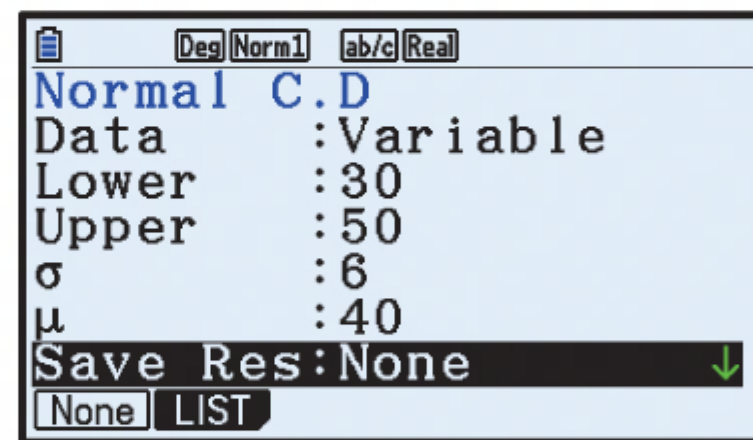 Deg Norm1 ab/c Real
Normal C.D
Data :Variable
Lower :30
Upper :50
σ :6
μ :40
Save Res:None ↓
None LIST